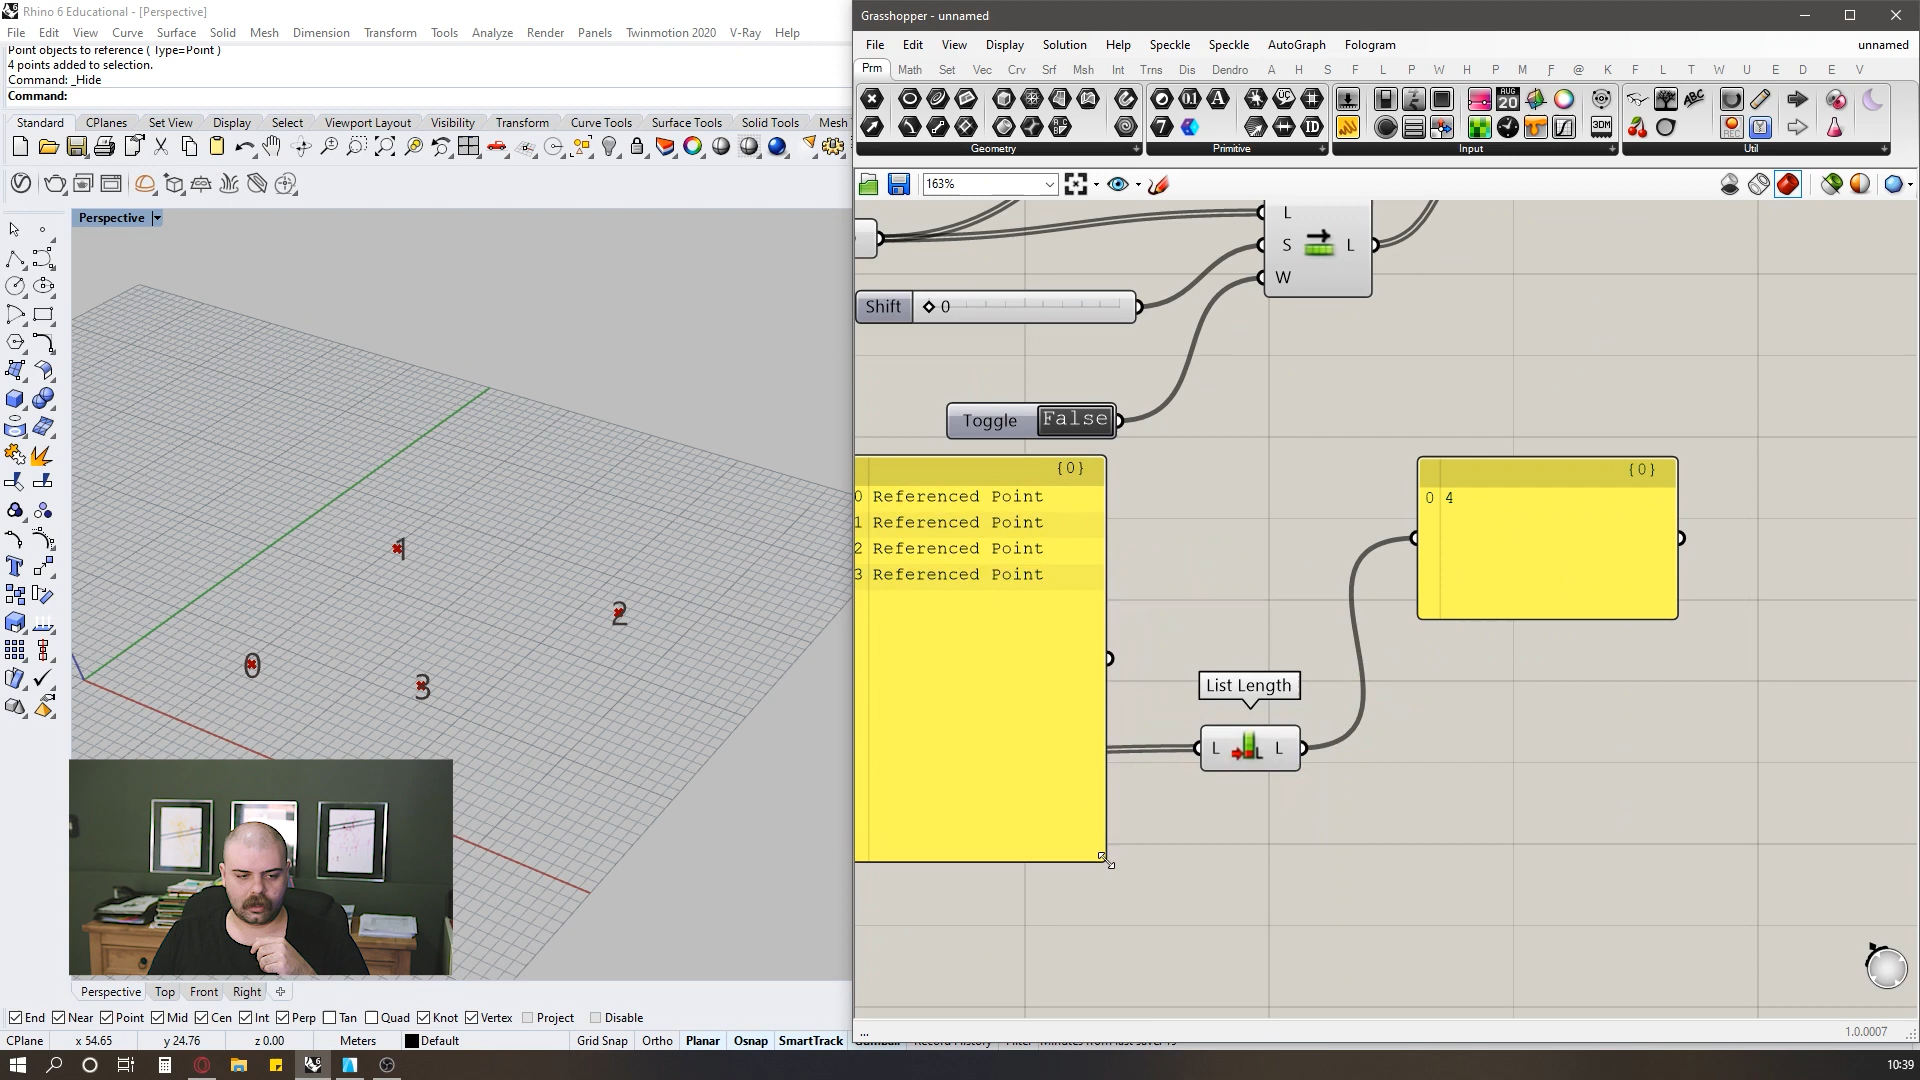 Rhino 6 Educational - [Perspective]
File Edit View Curve Surface Solid Mesh Dimension Transform Tools Analyze Render Panels Twinmotion 2020 V-Ray Help
Point objects to reference ( Type=Point )
4 points added to selection.
Command: _Hide
Command:
Standard CPlanes Set View Display Select Viewport Layout Visibility Transform Curve Tools Surface Tools Solid Tools Mesh
Perspective
1
2
0
3
Perspective Top Front Right
End Near Point Mid Cen Int Perp Tan Quad Knot Vertex Project Disable
CPlane x 54.65 y 24.76 z 0.00 Meters Default Grid Snap Ortho Planar Osnap SmartTrack
Grasshopper - unnamed
File Edit View Display Solution Help Speckle Speckle AutoGraph Fologram unnamed
Prm Math Set Vec Crv Srf Msh Int Trns Dis Dendro A H S F L P W H P M Ƒ @ K F L T W U E D E V
Geometry Primitive Input Util
163%
L
S L
W
Shift 0
Toggle False
{0}
0 Referenced Point
1 Referenced Point
2 Referenced Point
3 Referenced Point
{0}
0 4
List Length
L L
...
1.0.0007
10:39